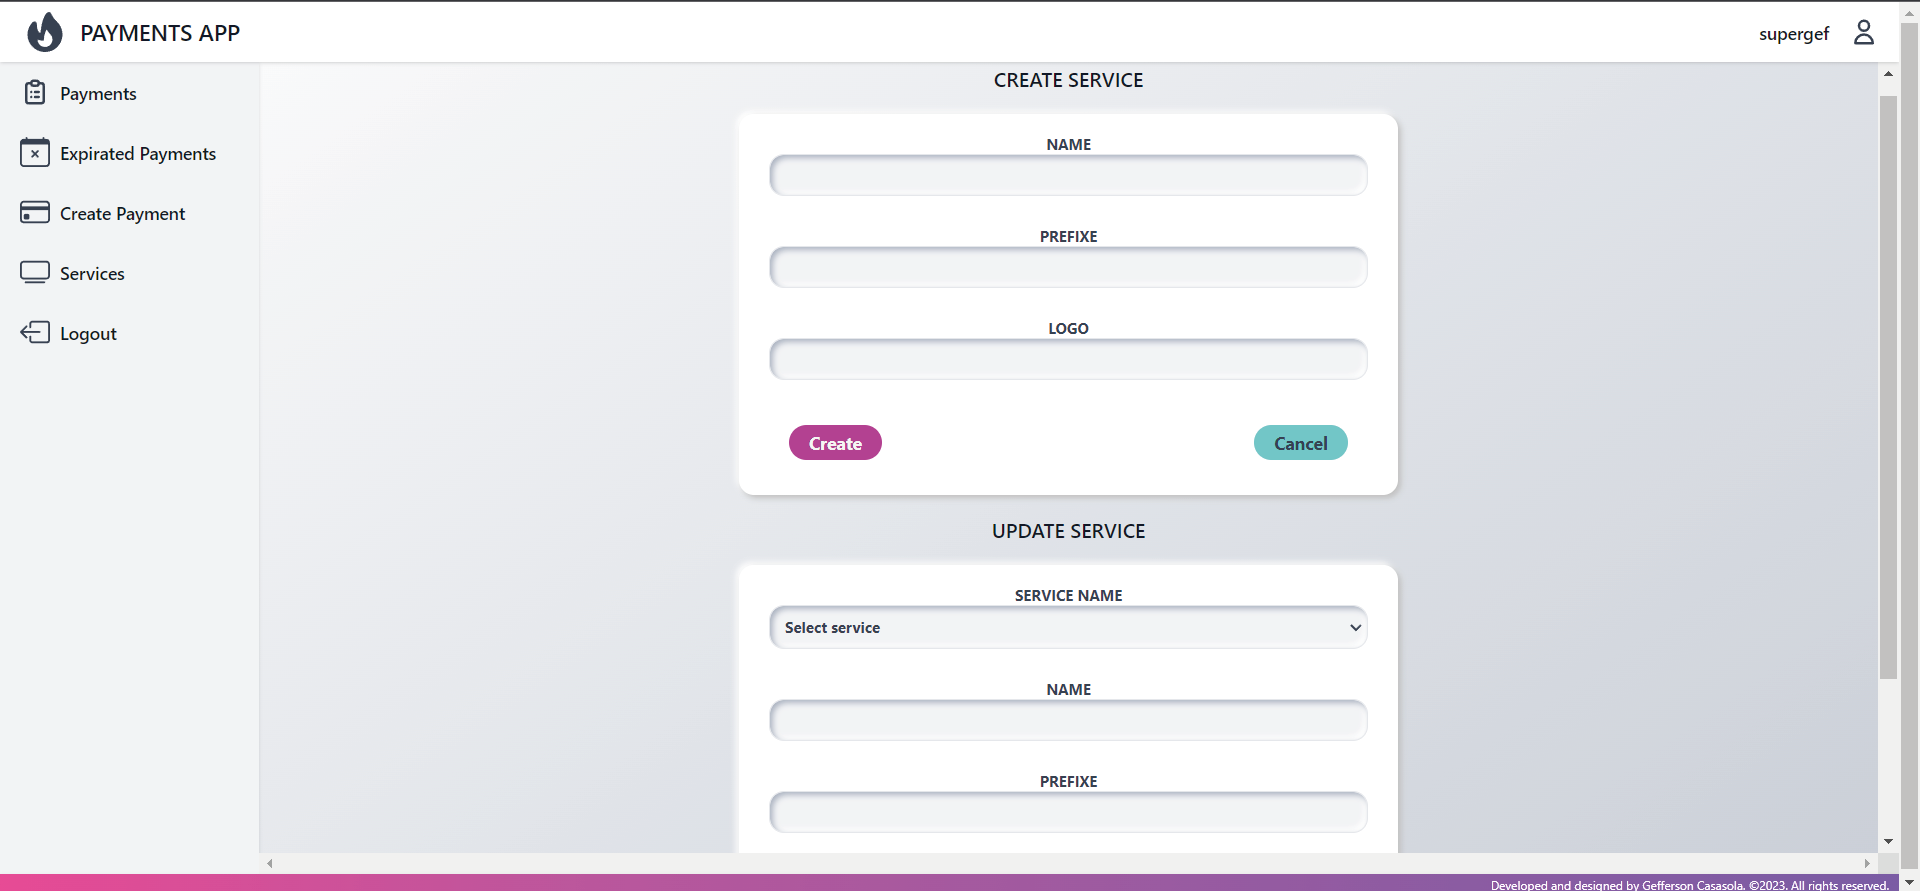 PAYMENTS APP
supergef
Payments
Expirated Payments
Create Payment
Services
Logout
CREATE SERVICE
NAME
PREFIXE
LOGO
Create
Cancel
UPDATE SERVICE
SERVICE NAME
Select service
NAME
PREFIXE
Developed and designed by Gefferson Casasola. ©2023. All rights reserved.